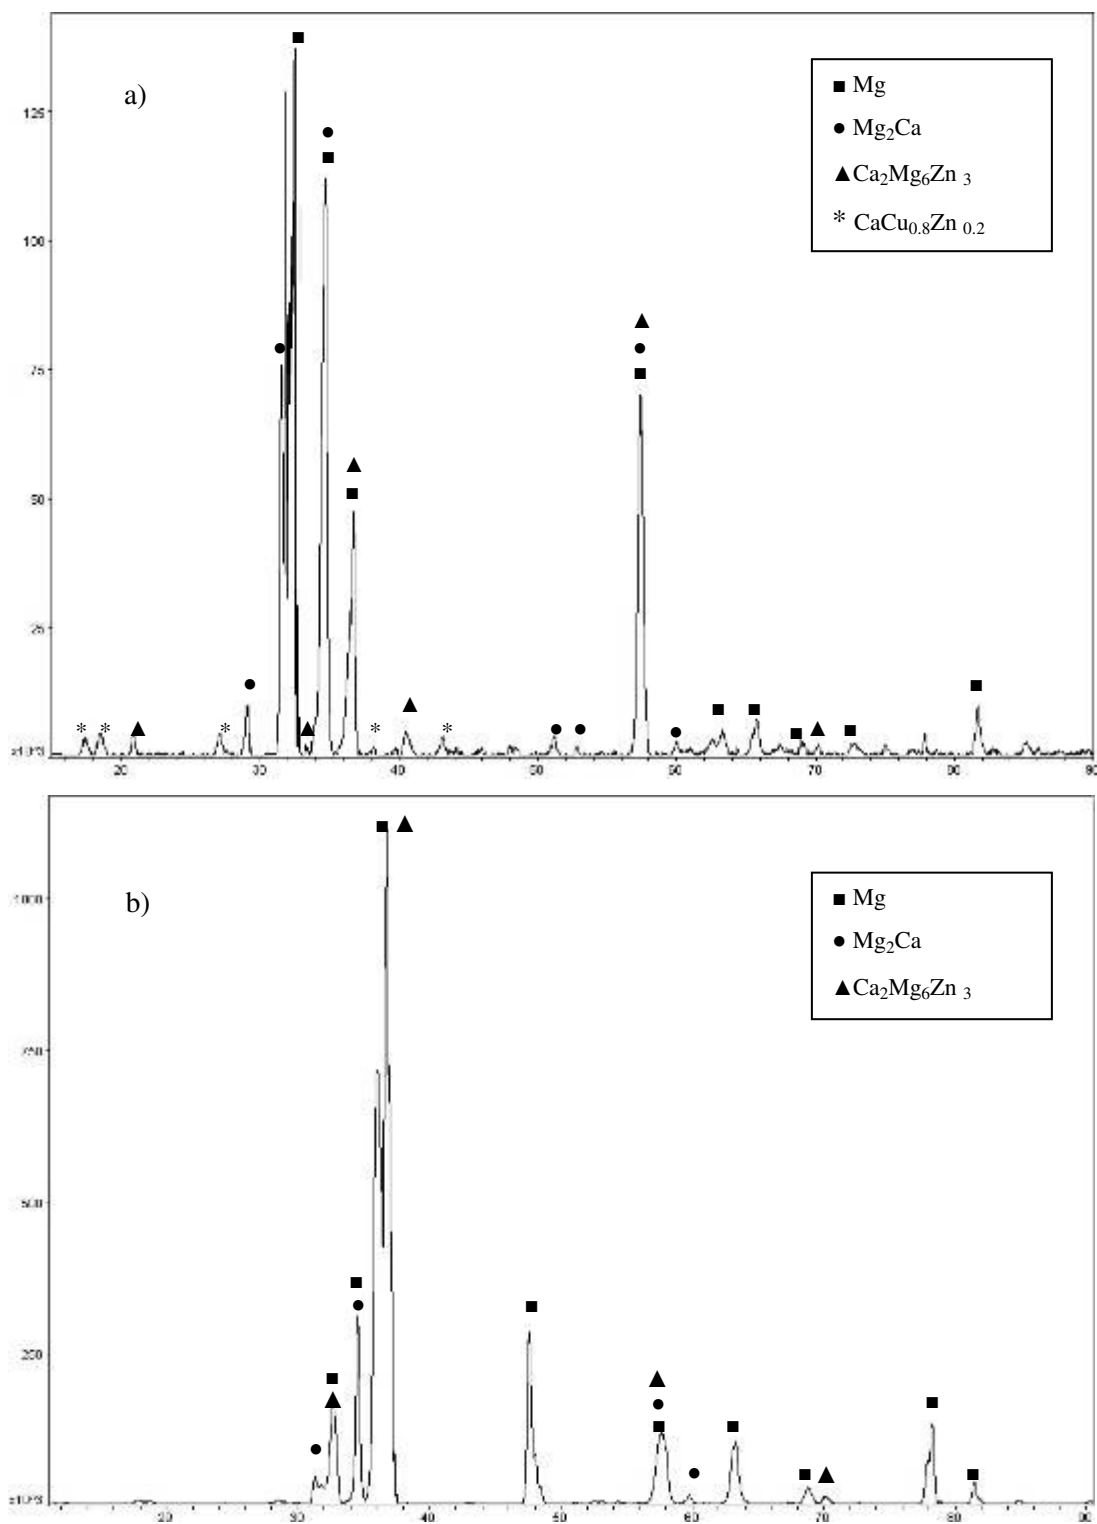 a)
■ Mg
● Mg₂Ca
▲ Ca₂Mg₆Zn ₃
* CaCu₀.₈Zn ₀.₂
125
100
75
50
25
20 30 40 50 60 70 80 90
b)
■ Mg
● Mg₂Ca
▲ Ca₂Mg₆Zn ₃
1000
750
500
250
20 30 40 50 60 70 80